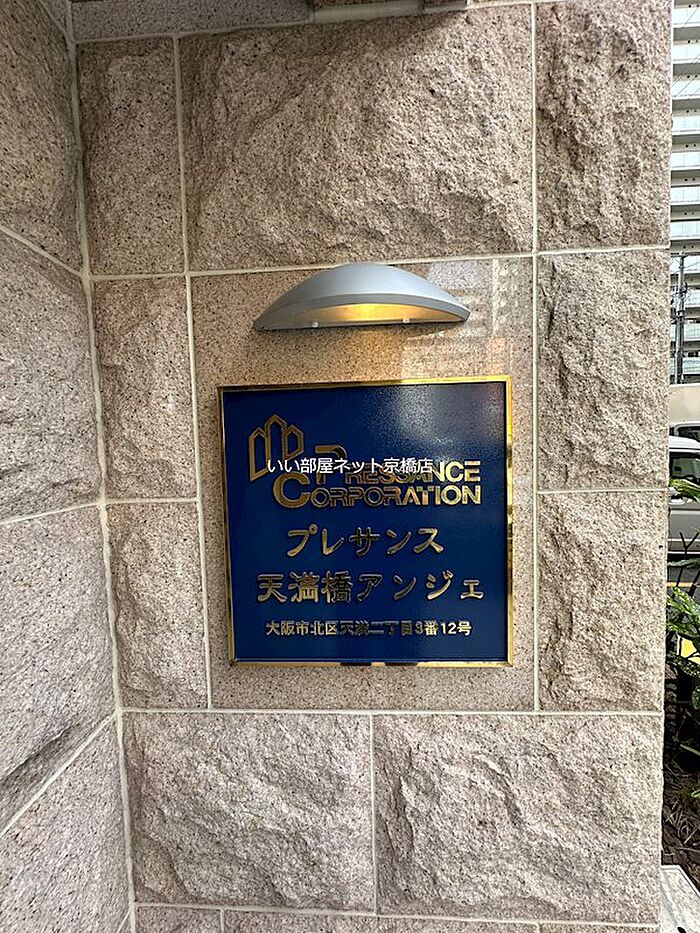 PRESSANCE
いい部屋ネット京橋店
CORPORATION
プレサンス
天満橋アンジェ
大阪市北区天満二丁目3番12号